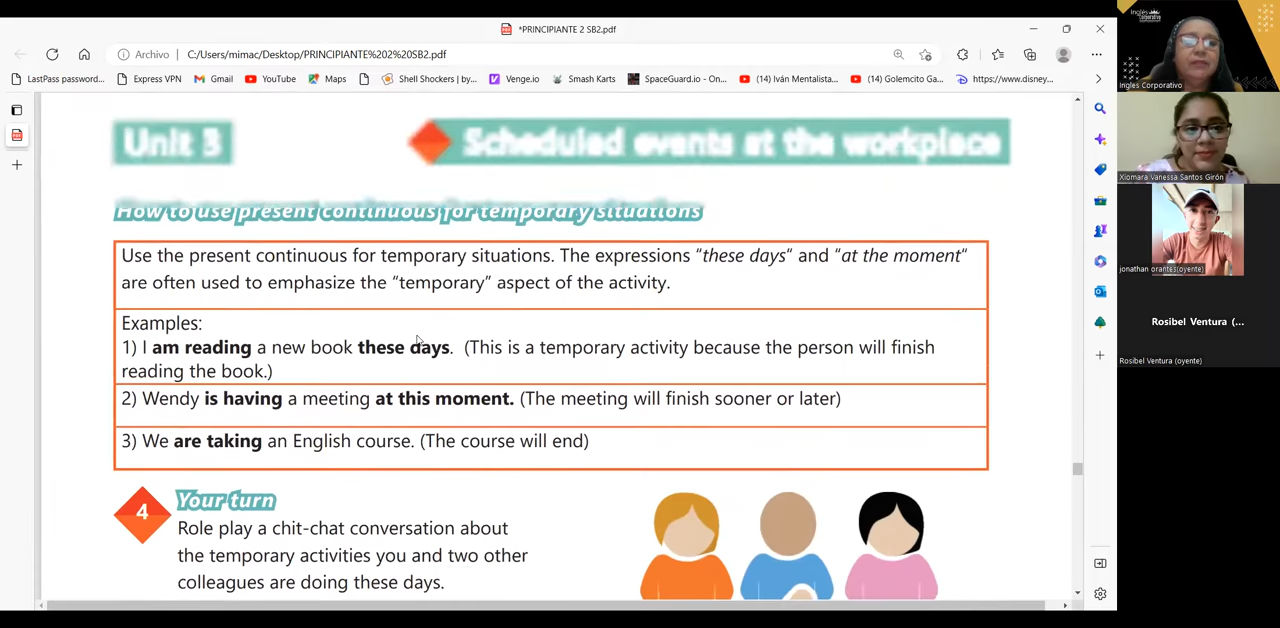 *PRINCIPIANTE 2 SB2.pdf
Archivo
C:/Users/mimac/Desktop/PRINCIPIANTE%202%20SB2.pdf
LastPass password...
Express VPN
Gmail
YouTube
Maps
Shell Shockers | by...
Venge.io
Smash Karts
SpaceGuard.io - On...
(14) Iván Mentalista...
(14) Golemcito Ga...
https://www.disney...
Unit 3
Scheduled events at the workplace
How to use present continuous for temporary situations
Use the present continuous for temporary situations. The expressions “these days“ and “at the moment“
are often used to emphasize the “temporary” aspect of the activity.
Examples:
1) I am reading a new book these days. (This is a temporary activity because the person will finish
reading the book.)
2) Wendy is having a meeting at this moment. (The meeting will finish sooner or later)
3) We are taking an English course. (The course will end)
4
Your turn
Role play a chit-chat conversation about
the temporary activities you and two other
colleagues are doing these days.
Inglés
Corporativo
Inglés Corporativo
Xiomara Vanessa Santos Girón
jonathan orantes(oyente)
Rosibel Ventura (...
Rosibel Ventura (oyente)